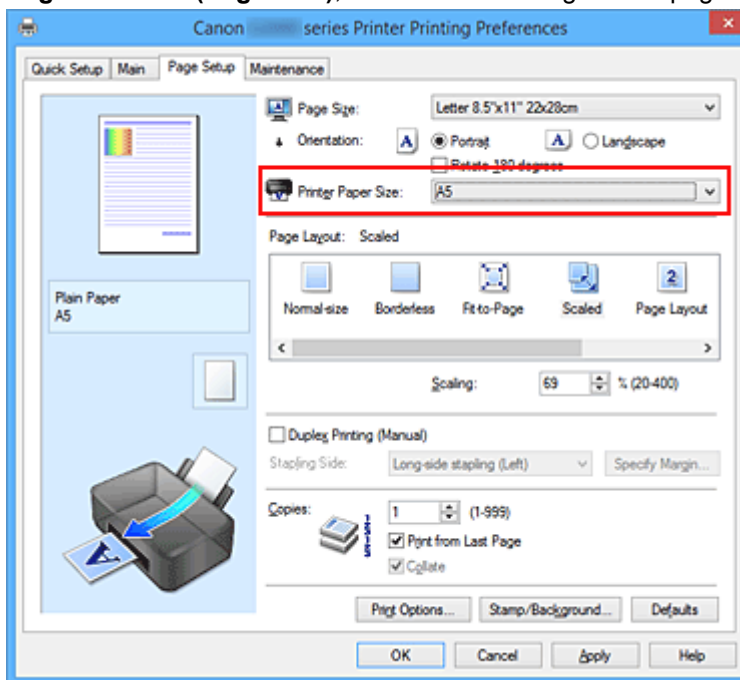 Canon series Printer Printing Preferences
Quick Setup Main Page Setup Maintenance
Page Size: Letter 8.5"x11" 22x28cm
Orientation: A Portrait A Landscape
Rotate 180 degrees
Printer Paper Size: A5
Page Layout: Scaled
Normal-size Borderless Fit-to-Page Scaled Page Layout
Plain Paper
A5
Scaling: 69 % (20-400)
Duplex Printing (Manual)
Stapling Side: Long-side stapling (Left) Specify Margin...
Copies: 1 (1-999)
Print from Last Page
Collate
Print Options... Stamp/Background... Defaults
OK Cancel Apply Help